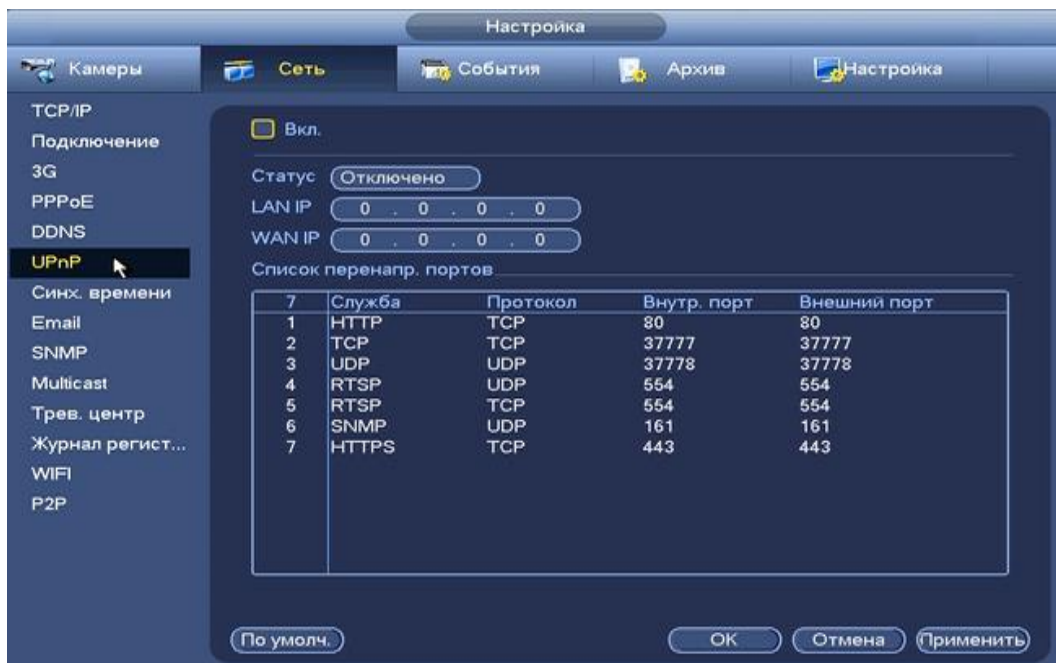 Настройка
Камеры Сеть События Архив Настройка
TCP/IP
Подключение
3G
PPPoE
DDNS
UPnP
Синх. времени
Email
SNMP
Multicast
Трев. центр
Журнал регист...
WIFI
P2P
Вкл.
Статус Отключено
LAN IP 0 . 0 . 0 . 0
WAN IP 0 . 0 . 0 . 0
Список перенапр. портов
7 Служба Протокол Внутр. порт Внешний порт
1 HTTP TCP 80 80
2 TCP TCP 37777 37777
3 UDP UDP 37778 37778
4 RTSP UDP 554 554
5 RTSP TCP 554 554
6 SNMP UDP 161 161
7 HTTPS TCP 443 443
По умолч. OK Отмена Применить